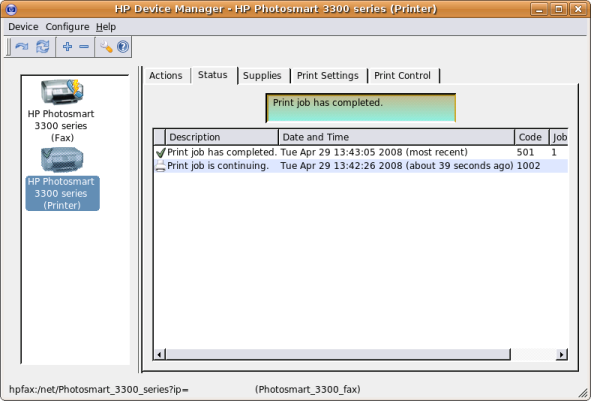 HP Device Manager - HP Photosmart 3300 series (Printer)
Device Configure Help
Actions Status Supplies Print Settings Print Control
HP Photosmart
3300 series
(Fax)
HP Photosmart
3300 series
(Printer)
Print job has completed.
Description Date and Time Code Job
Print job has completed. Tue Apr 29 13:43:05 2008 (most recent) 501 1
Print job is continuing. Tue Apr 29 13:42:26 2008 (about 39 seconds ago) 1002
hpfax:/net/Photosmart_3300_series?ip= (Photosmart_3300_fax)